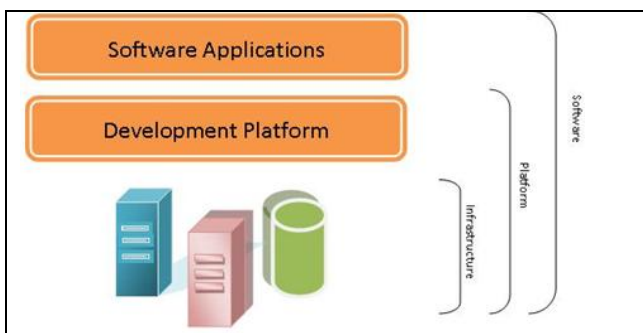 Software Applications
Development Platform
Infrastructure
Platform
Software